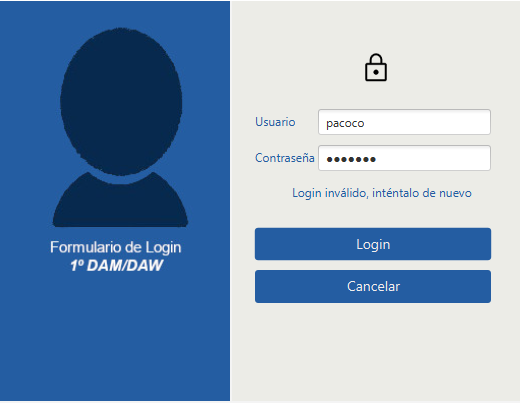 Formulario de Login
1º DAM/DAW
Usuario
pacoco
Contraseña
●●●●●●●
Login inválido, inténtalo de nuevo
Login
Cancelar